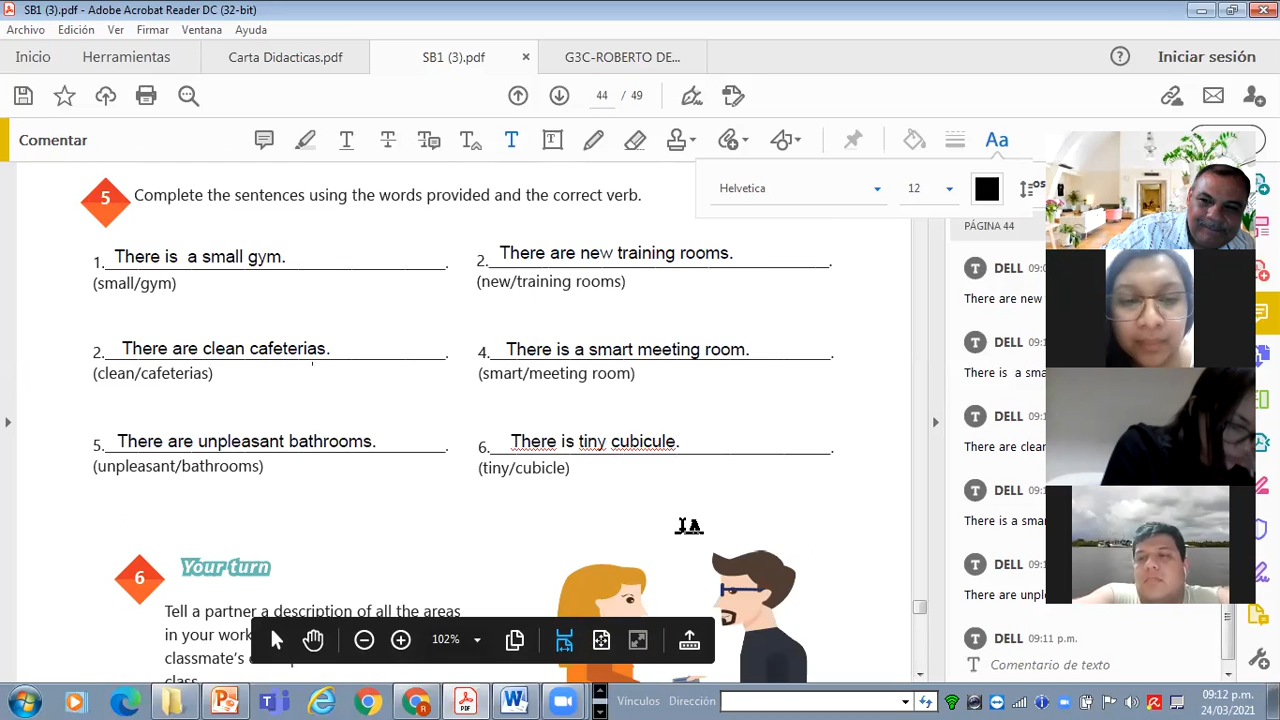 SB1 (3).pdf - Adobe Acrobat Reader DC (32-bit)
Archivo Edición Ver Firmar Ventana Ayuda
Inicio Herramientas Carta Didacticas.pdf SB1 (3).pdf × G3C-ROBERTO DE... Iniciar sesión
44 / 49
Comentar
Helvetica 12
5 Complete the sentences using the words provided and the correct verb.
PÁGINA 44
1. There is a small gym.
2. There are new training rooms.
(small/gym)
(new/training rooms)
2. There are clean cafeterias.
4. There is a smart meeting room.
(clean/cafeterias)
(smart/meeting room)
5. There are unpleasant bathrooms.
6. There is tiny cubicule.
(unpleasant/bathrooms)
(tiny/cubicle)
DELL
There are new
DELL
There is a sma
DELL
There are clean
DELL
There is a sma
DELL
There are unpl
DELL 09:11 p.m.
Comentario de texto
6 Your turn
Tell a partner a description of all the areas
in your work
classmate's
class
102%
Vínculos Dirección
09:12 p.m.
24/03/2021